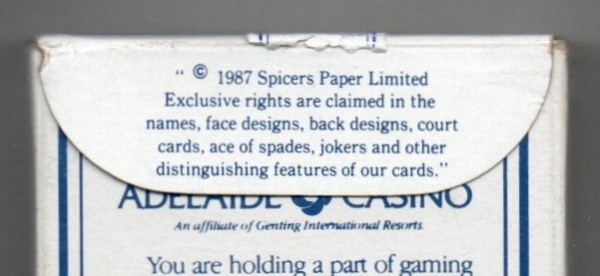 “ © 1987 Spicers Paper Limited
Exclusive rights are claimed in the
names, face designs, back designs, court
cards, ace of spades, jokers and other
distinguishing features of our cards.”
ADELAIDE CASINO
An affiliate of Genting International Resorts.
You are holding a part of gaming